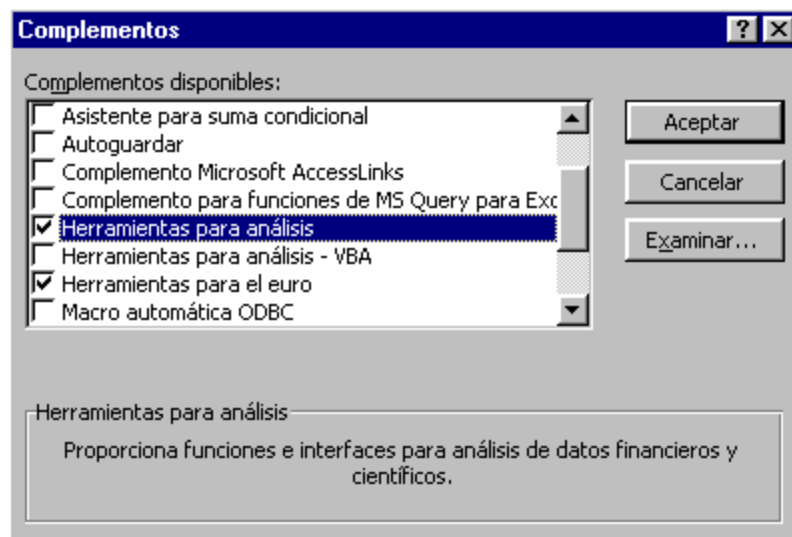 Complementos
Complementos disponibles:
Asistente para suma condicional
Autoguardar
Complemento Microsoft AccessLinks
Complemento para funciones de MS Query para Exc
Herramientas para análisis
Herramientas para análisis - VBA
Herramientas para el euro
Macro automática ODBC
Aceptar
Cancelar
Examinar...
Herramientas para análisis
Proporciona funciones e interfaces para análisis de datos financieros y
científicos.